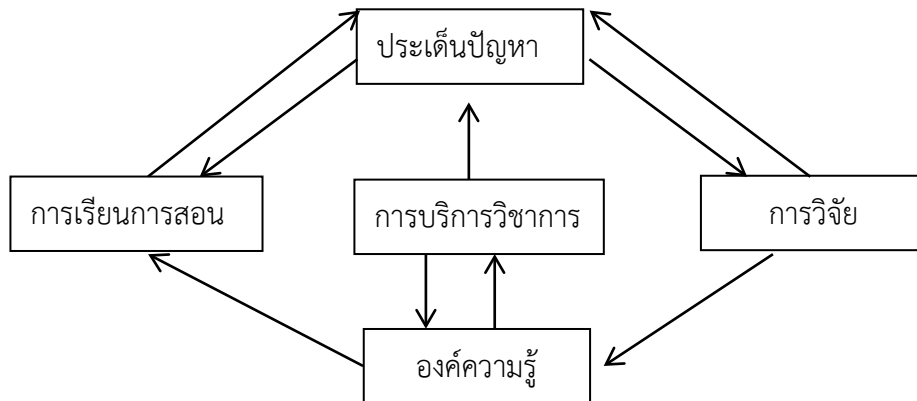 ประเด็นปัญหา
การเรียนการสอน
การบริการวิชาการ
การวิจัย
องค์ความรู้